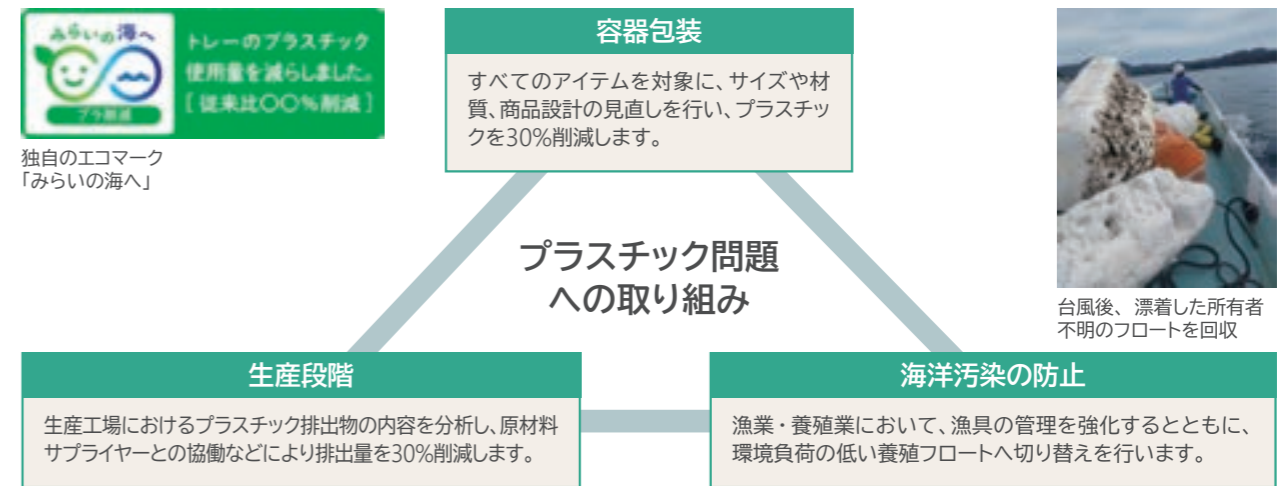 みらいの海へ
プラ削減
トレーのプラスチック
使用量を減らしました。
[従来比〇〇%削減]
独自のエコマーク
「みらいの海へ」
容器包装
すべてのアイテムを対象に、サイズや材
質、商品設計の見直しを行い、プラスチッ
クを30%削減します。
台風後、漂着した所有者
不明のフロートを回収
プラスチック問題
への取り組み
生産段階
生産工場におけるプラスチック排出物の内容を分析し、原材料
サプライヤーとの協働などにより排出量を30%削減します。
海洋汚染の防止
漁業・養殖業において、漁具の管理を強化するとともに、
環境負荷の低い養殖フロートへ切り替えを行います。